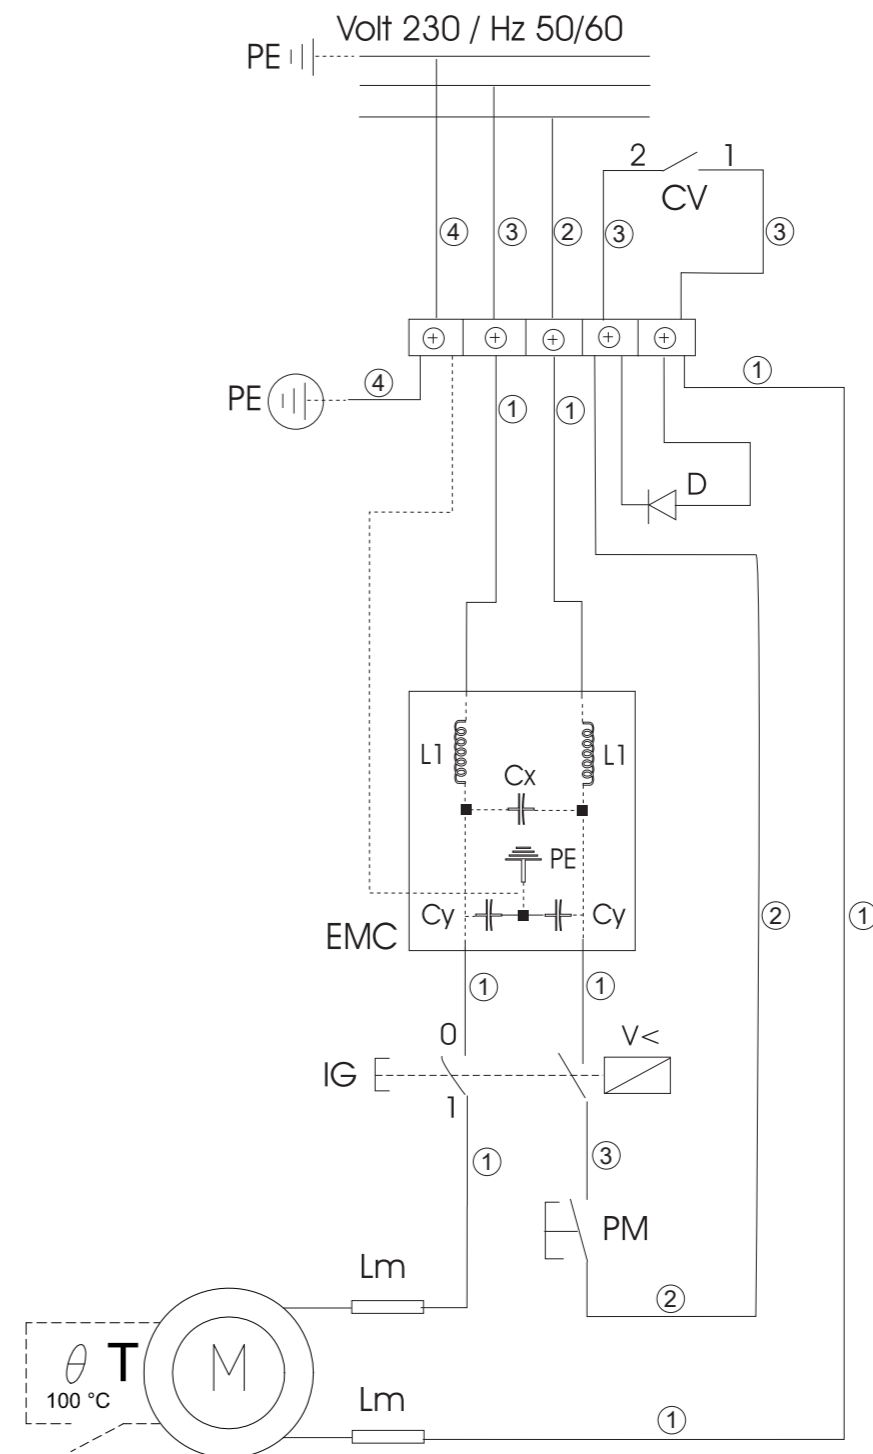 Volt 230 / Hz 50/60
PE
2 1
CV
4 3 2 3 3
+ + + + +
PE 4 1
1 1
D
L1 L1
Cx
PE
Cy Cy
EMC
2 1
1 1
0 V<
IG
1
1 3
PM
Lm 2
θ T M
100 °C
Lm 1